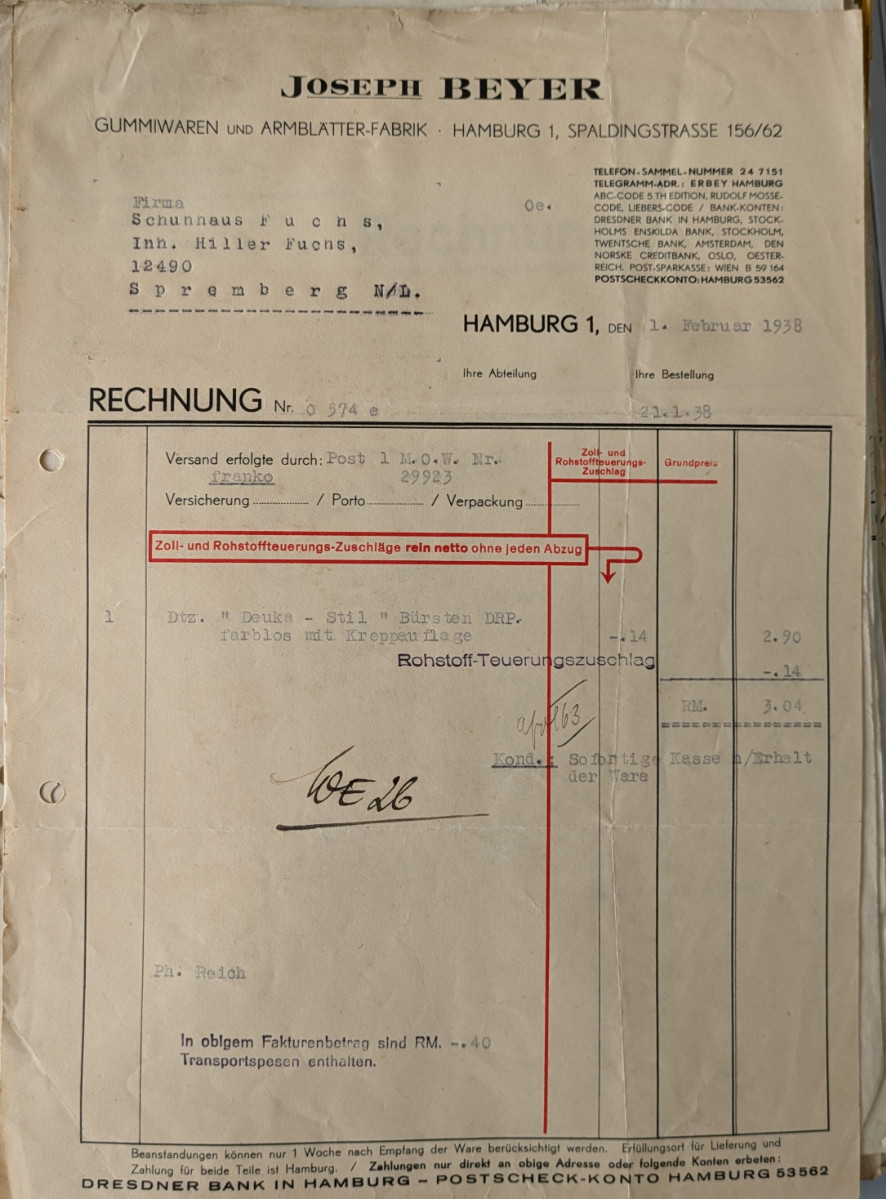 JOSEPH BEYER
GUMMIWAREN UND ARMBLÄTTER-FABRIK · HAMBURG 1, SPALDINGSTRASSE 156/62
TELEFON-SAMMEL-NUMMER 24 7151
TELEGRAMM-ADR.: ERBEY HAMBURG
ABC-CODE 5 TH EDITION, RUDOLF MOSSE-
CODE, LIEBERS-CODE / BANK-KONTEN:
DRESDNER BANK IN HAMBURG, STOCK-
HOLMS ENSKILDA BANK, STOCKHOLM,
TWENTSCHE BANK, AMSTERDAM, DEN
NORSKE CREDITBANK, OSLO, OESTER-
REICH. POST-SPARKASSE: WIEN B 59 164
POSTSCHECKKONTO: HAMBURG 53562
Firma
Schuhhaus F u c h s,
Inh. Hiller Fuchs,
12490
S p r e m b e r g N/L.
Oe.
HAMBURG 1, DEN 1. Februar 1938
Ihre Abteilung
Ihre Bestellung
RECHNUNG Nr. 0 574 e
21.1.38
Versand erfolgte durch: Post 1 M.O.W. Nr.
franko 29923
Versicherung / Porto / Verpackung
Zoll- und
Rohstoffteuerungs-
Zuschlag
Grundpreis
Zoll- und Rohstoffteuerungs-Zuschläge rein netto ohne jeden Abzug
1 Dtz. " Deuka - Stil " Bürsten DRP.
farblos mit Kreppauflage -.14 2.90
Rohstoff-Teuerungszuschlag -.14
RM. 3.04
Kond.: Sofortige Kasse n/Erhalt
der Ware
WE 26
Ph. Reich
In obigem Fakturenbetrag sind RM. -.40
Transportspesen enthalten.
Beanstandungen können nur 1 Woche nach Empfang der Ware berücksichtigt werden. Erfüllungsort für Lieferung und
Zahlung für beide Teile ist Hamburg. / Zahlungen nur direkt an obige Adresse oder folgende Konten erbeten:
DRESDNER BANK IN HAMBURG – POSTSCHECK-KONTO HAMBURG 53562